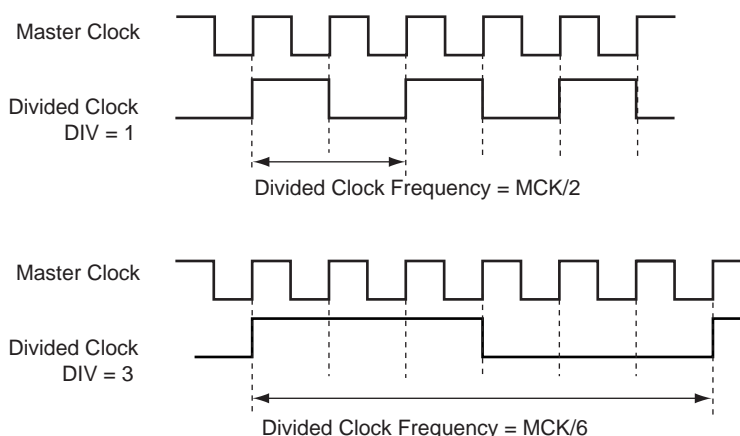 Master Clock
Divided Clock
DIV = 1
Divided Clock Frequency = MCK/2
Master Clock
Divided Clock
DIV = 3
Divided Clock Frequency = MCK/6